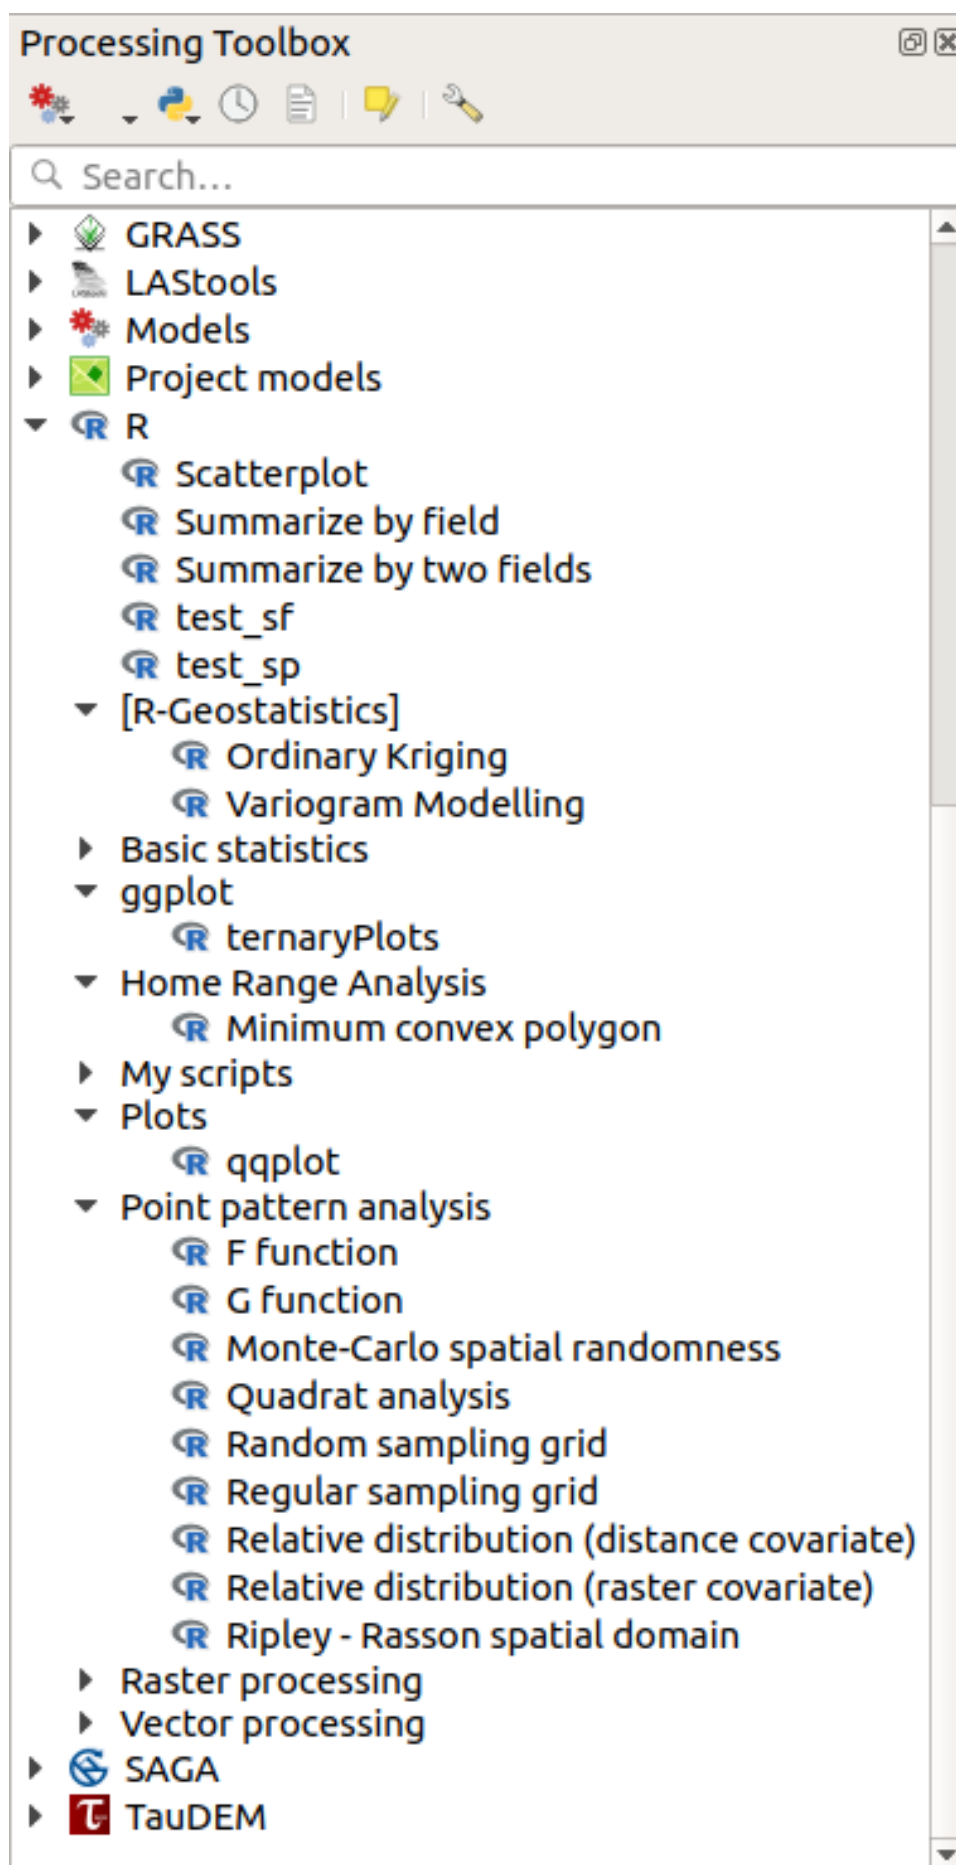 Processing Toolbox
Search...
GRASS
LAStools
Models
Project models
R
Scatterplot
Summarize by field
Summarize by two fields
test_sf
test_sp
[R-Geostatistics]
Ordinary Kriging
Variogram Modelling
Basic statistics
ggplot
ternaryPlots
Home Range Analysis
Minimum convex polygon
My scripts
Plots
qqplot
Point pattern analysis
F function
G function
Monte-Carlo spatial randomness
Quadrat analysis
Random sampling grid
Regular sampling grid
Relative distribution (distance covariate)
Relative distribution (raster covariate)
Ripley - Rasson spatial domain
Raster processing
Vector processing
SAGA
TauDEM